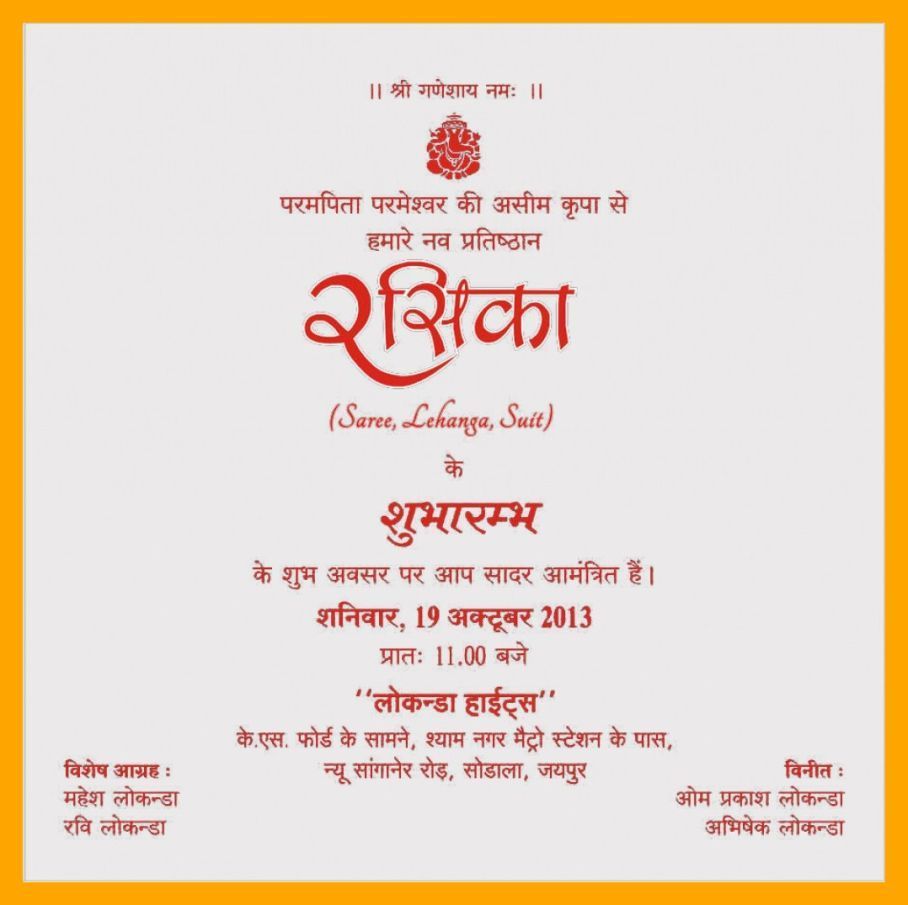 ।। श्री गणेशाय नमः ।।
परमपिता परमेश्वर की असीम कृपा से
हमारे नव प्रतिष्ठान
रसिका
(Saree, Lehanga, Suit)
के
शुभारम्भ
के शुभ अवसर पर आप सादर आमंत्रित हैं।
शनिवार, 19 अक्टूबर 2013
प्रातः 11.00 बजे
‘‘लोकन्डा हाईट्स’’
के.एस. फोर्ड के सामने, श्याम नगर मैट्रो स्टेशन के पास,
न्यू सांगानेर रोड़, सोडाला, जयपुर
विशेष आग्रह :
महेश लोकन्डा
रवि लोकन्डा
विनीत :
ओम प्रकाश लोकन्डा
अभिषेक लोकन्डा